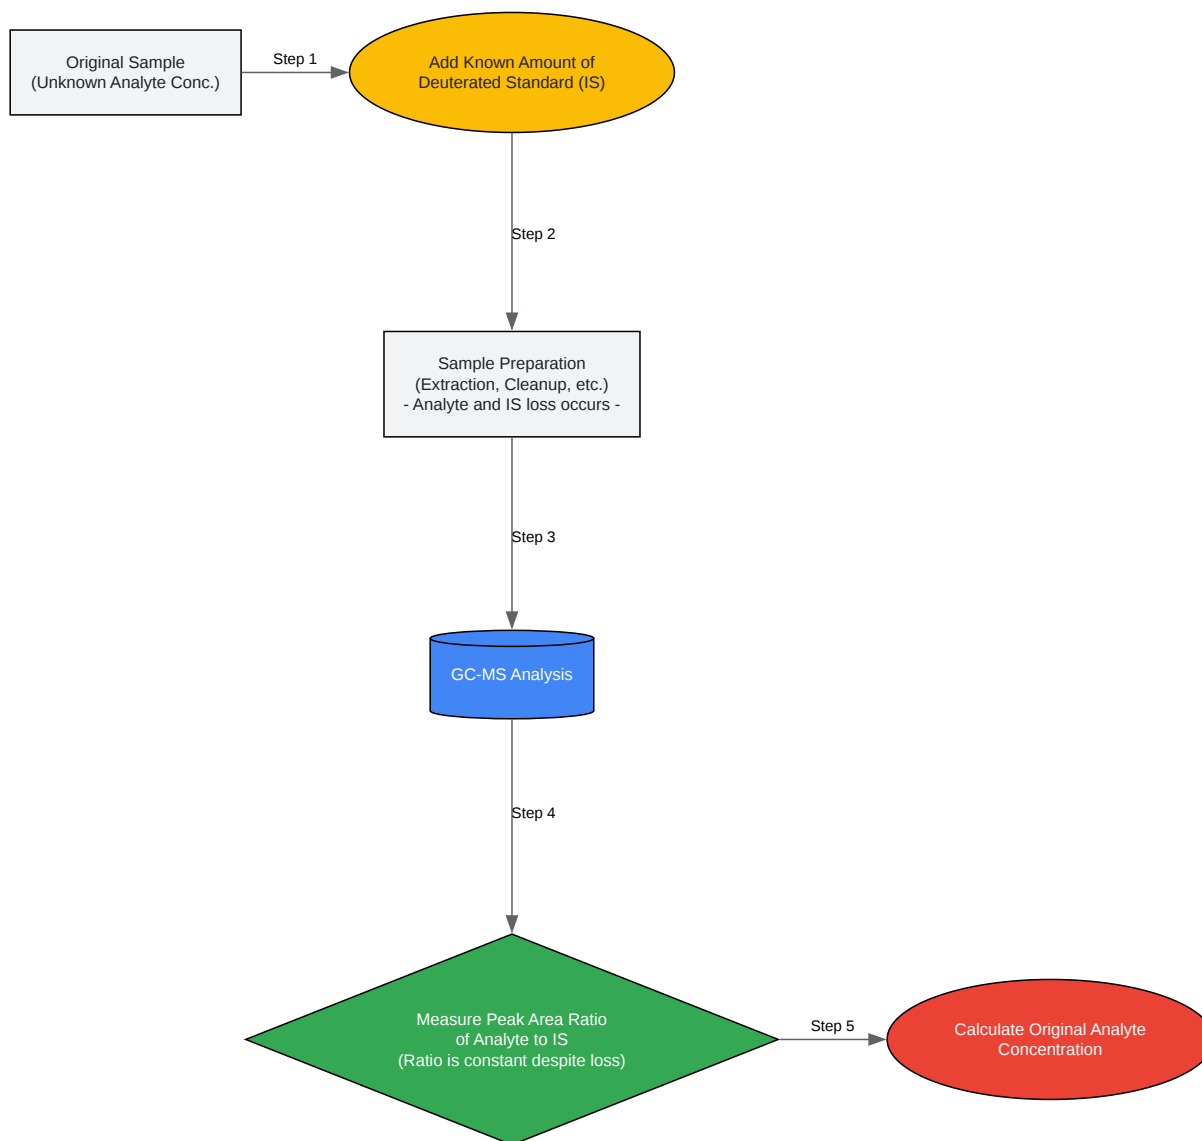 Original Sample
(Unknown Analyte Conc.)
Step 1
Add Known Amount of
Deuterated Standard (IS)
Step 2
Sample Preparation
(Extraction, Cleanup, etc.)
- Analyte and IS loss occurs -
Step 3
GC-MS Analysis
Step 4
Measure Peak Area Ratio
of Analyte to IS
(Ratio is constant despite loss)
Step 5
Calculate Original Analyte
Concentration